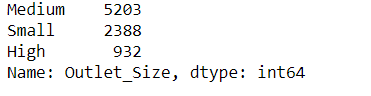 Medium    5203
Small     2388
High       932
Name: Outlet_Size, dtype: int64